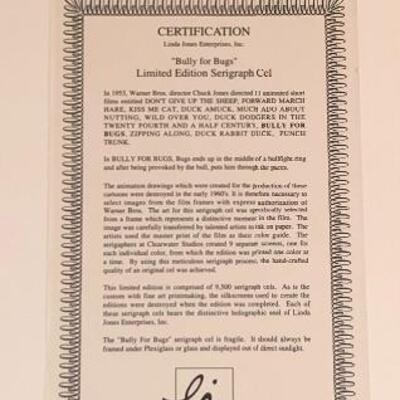 CERTIFICATION
Linda Jones Enterprises, Inc.
"Bully for Bugs"
Limited Edition Serigraph Cel
In 1953, Warner Bros. director Chuck Jones directed 11 animated short
films entitled DON'T GIVE UP THE SHEEP, FORWARD MARCH
HARE, KISS ME CAT, DUCK AMUCK, MUCH ADO ABOUT
NUTTING, WILD OVER YOU, DUCK DODGERS IN THE
TWENTY FOURTH AND A HALF CENTURY, BULLY FOR
BUGS, ZIPPING ALONG, DUCK RABBIT DUCK, PUNCH
TRUNK.
In BULLY FOR BUGS, Bugs ends up in the middle of a bullfight ring
and after being provoked by the bull, puts him through the paces.
The animation drawings which were created for the production of these
cartoons were destroyed in the early 1960's. It is therefore necessary to
select images from the film frames with express authorization of
Warner Bros. The art for this serigraph cel was specifically selected
from a frame which represents a distinctive moment in the film. The
image was carefully transferred by talented artists to ink on paper. The
artists used the master print of the film as their color guide. The
serigraphers at Clearwater Studios created 9 separate screens, one for
each individual color, from which the edition was printed one color at
a time. By using this meticulous serigraph process, the hand-crafted
quality of an original cel was achieved.
This limited edition is comprised of 9,500 serigraph cels. As is the
custom with fine art printmaking, the silkscreens used to create the
editions were destroyed when the edition was completed. Each of
these serigraph cels bears the distinctive holographic seal of Linda
Jones Enterprises, Inc.
The "Bully For Bugs" serigraph cel is fragile. It should always be
framed under Plexiglass or glass and displayed out of direct sunlight.